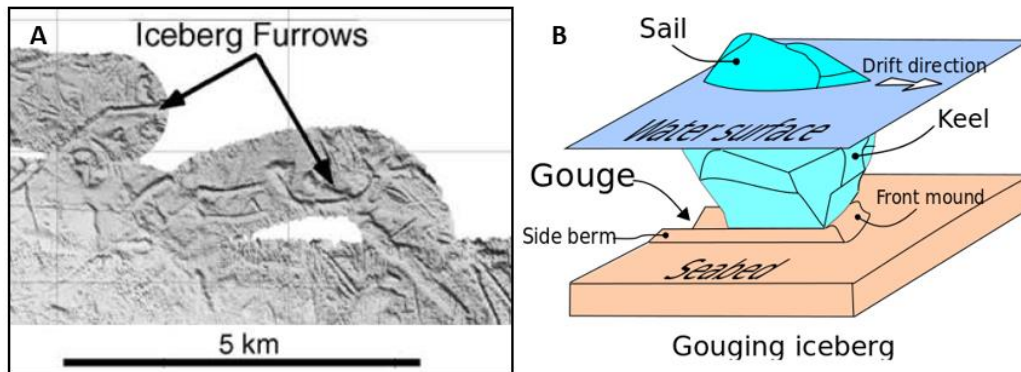 A
Iceberg Furrows
5 km
B
Sail
Drift direction
Water surface
Keel
Gouge
Front mound
Side berm
Seabed
Gouging iceberg